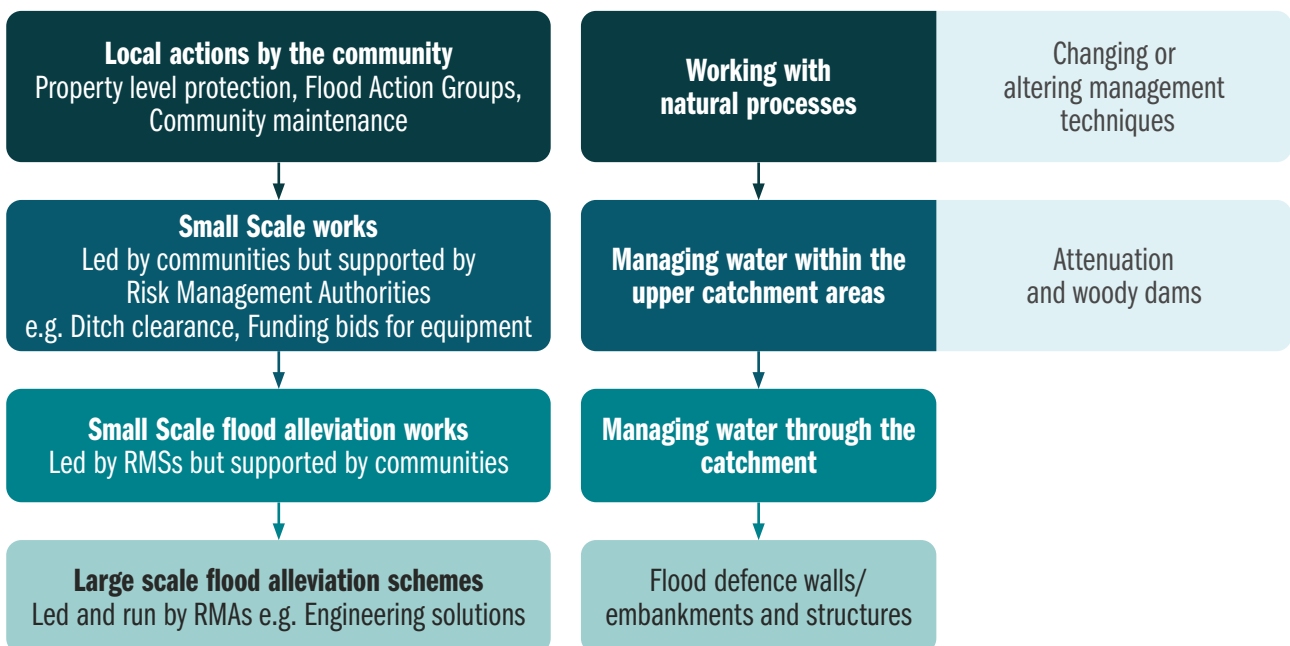 Local actions by the community
Property level protection, Flood Action Groups,
Community maintenance
Small Scale works
Led by communities but supported by
Risk Management Authorities
e.g. Ditch clearance, Funding bids for equipment
Small Scale flood alleviation works
Led by RMSs but supported by communities
Large scale flood alleviation schemes
Led and run by RMAs e.g. Engineering solutions
Working with
natural processes
Changing or
altering management
techniques
Managing water within the
upper catchment areas
Attenuation
and woody dams
Managing water through the
catchment
Flood defence walls/
embankments and structures